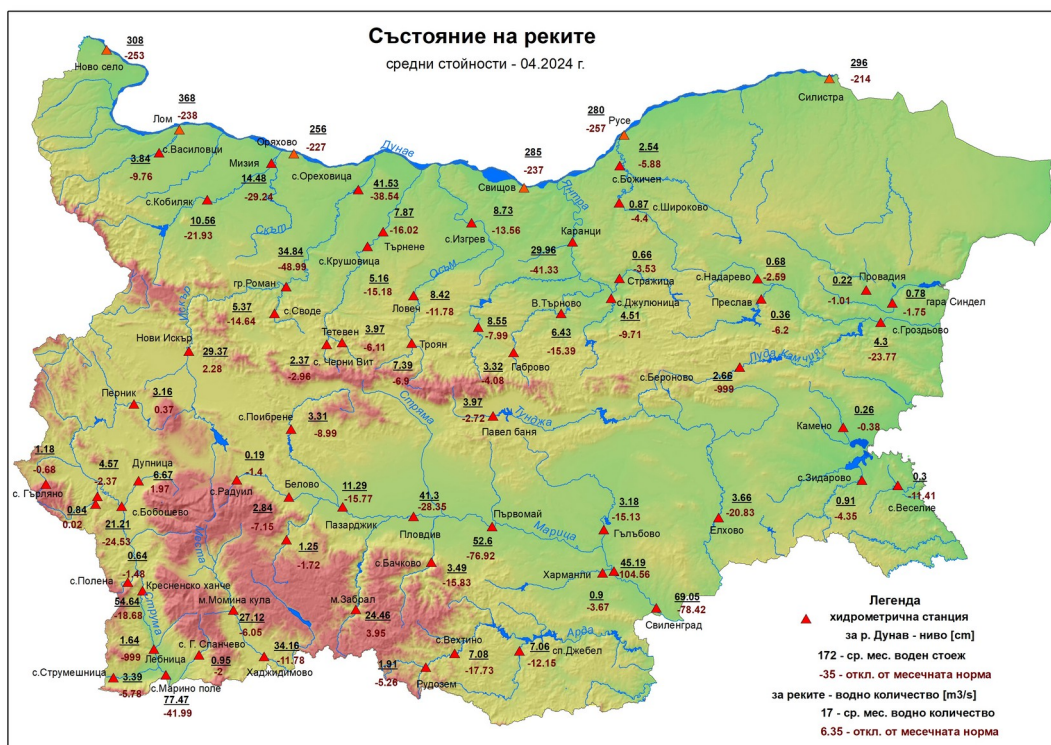 Състояние на реките
средни стойности - 04.2024 г.
308
-253
Ново село
368
-238
Лом
Оряхово
256
-227
Дунав
285
-237
Свищов
280
-257
Русе
296
-214
Силистра
3.84
-9.76
с.Василовци
Мизия
14.48
-29.24
с.Ореховица
41.53
-38.54
с.Кобиляк
10.56
-21.93
Скът
7.87
-16.02
Търнене
с.Крушовица
5.16
-15.18
8.73
-13.56
с.Изгрев
Осъм
Янтра
2.54
-5.88
с.Божичен
0.87
-4.4
с.Широково
Каранци
29.96
-41.33
0.66
-3.53
Стражица
с.Джулюница
4.51
-9.71
с.Надарево
0.68
-2.59
Преслав
0.36
-6.2
Провадия
0.22
-1.01
0.78
-1.75
гара Синдел
с.Гроздьово
4.3
-23.77
34.84
-48.99
гр.Роман
5.37
-14.64
с.Своде
Искър
Ловеч
8.42
-11.78
В.Търново
6.43
-15.39
8.55
-7.99
Нови Искър
29.37
2.28
Тетевен
3.97
-6.11
2.37
-2.96
с. Черни Вит
Троян
7.39
-6.9
3.32
-4.08
Габрово
Луда Камчия
с.Бероново
2.66
-999
Перник
3.16
0.37
с.Поибрене
3.31
-8.99
Стряма
3.97
-2.72
Павел баня
Тунджа
0.26
-0.38
Камено
1.18
-0.68
с. Гърляно
4.57
-2.37
Дупница
6.67
1.97
0.84
0.02
с.Бобошево
21.21
-24.53
0.19
-1.4
с.Радуил
Белово
2.84
-7.15
11.29
-15.77
Пазарджик
41.3
-28.35
Пловдив
Първомай
52.6
-76.92
Марица
3.18
-15.13
Гълъбово
3.66
-20.83
Елхово
с.Зидарово
0.91
-4.35
0.3
-11.41
с.Веселие
1.25
-1.72
0.64
-1.48
с.Полена
Кресненско ханче
54.64
-18.68
Струма
Места
м.Момина кула
27.12
-6.05
м.Забрал
24.46
3.95
с.Бачково
3.49
-15.83
Харманли
0.9
-3.67
45.19
-104.56
69.05
-78.42
Свиленград
1.64
-999
Лебница
с. Г. Спанчево
0.95
-2
34.16
-11.78
Хаджидимово
с.Струмешница
3.39
-5.78
с.Марино поле
77.47
-41.99
1.91
-5.26
Рудозем
с.Вехтино
7.08
-17.73
Арда
7.06
сп.Джебел
-12.15
Легенда
хидрометрична станция
за р. Дунав - ниво [cm]
172 - ср. мес. воден стоеж
-35 - откл. от месечната норма
за реките - водно количество [m3/s]
17 - ср. мес. водно количество
6.35 - откл. от месечната норма